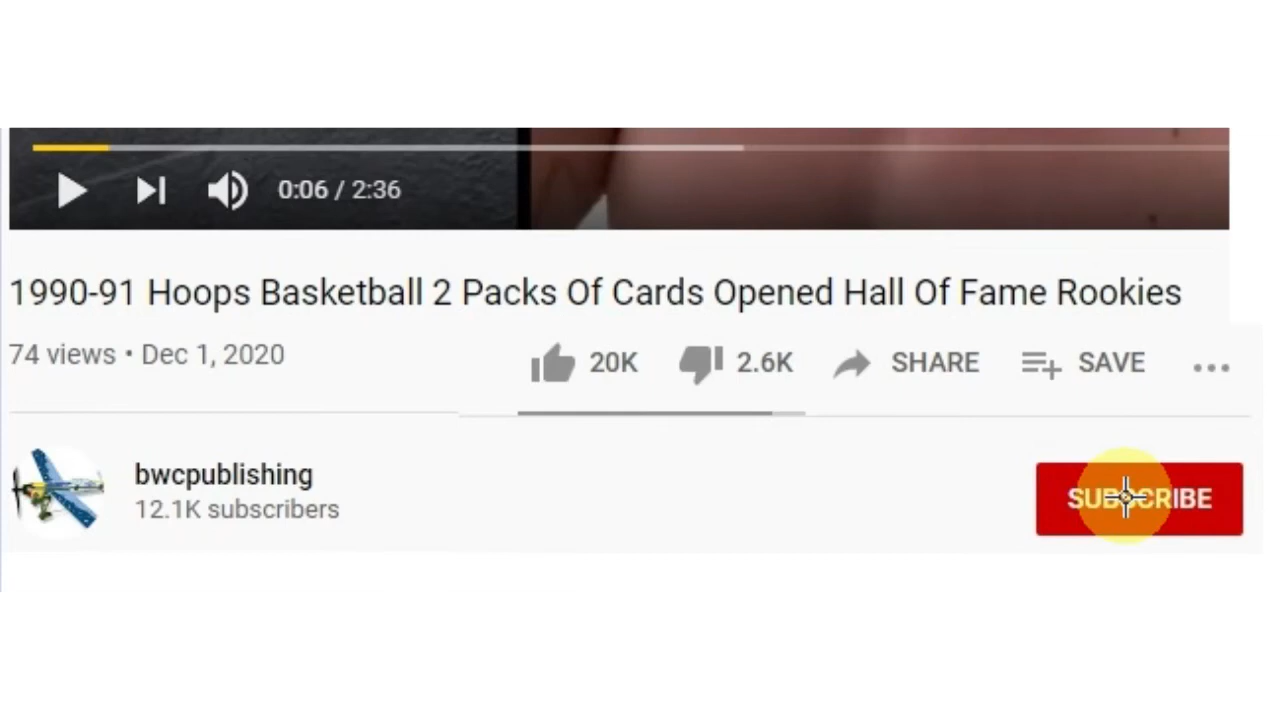 0:06 / 2:36
1990-91 Hoops Basketball 2 Packs Of Cards Opened Hall Of Fame Rookies
74 views • Dec 1, 2020
20K 2.6K SHARE SAVE
bwcpublishing
12.1K subscribers
SUBSCRIBE